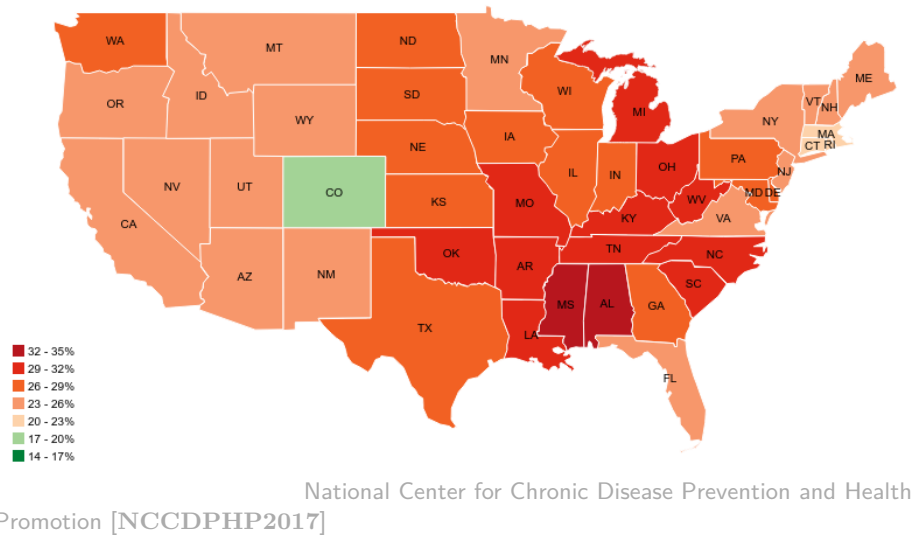 WA
ND
MT
MN
ME
SD
ID
WI
VT
NH
OR
MI
WY
NY
MA
IA
CT RI
NE
PA
OH
IL
IN
NJ
NV
UT
CO
MD
DE
KS
MO
WV
KY
VA
CA
TN
OK
NC
AZ
NM
AR
SC
MS
AL
GA
TX
LA
FL
32 - 35%
29 - 32%
26 - 29%
23 - 26%
20 - 23%
17 - 20%
14 - 17%
National Center for Chronic Disease Prevention and Health
Promotion [NCCDPHP2017]